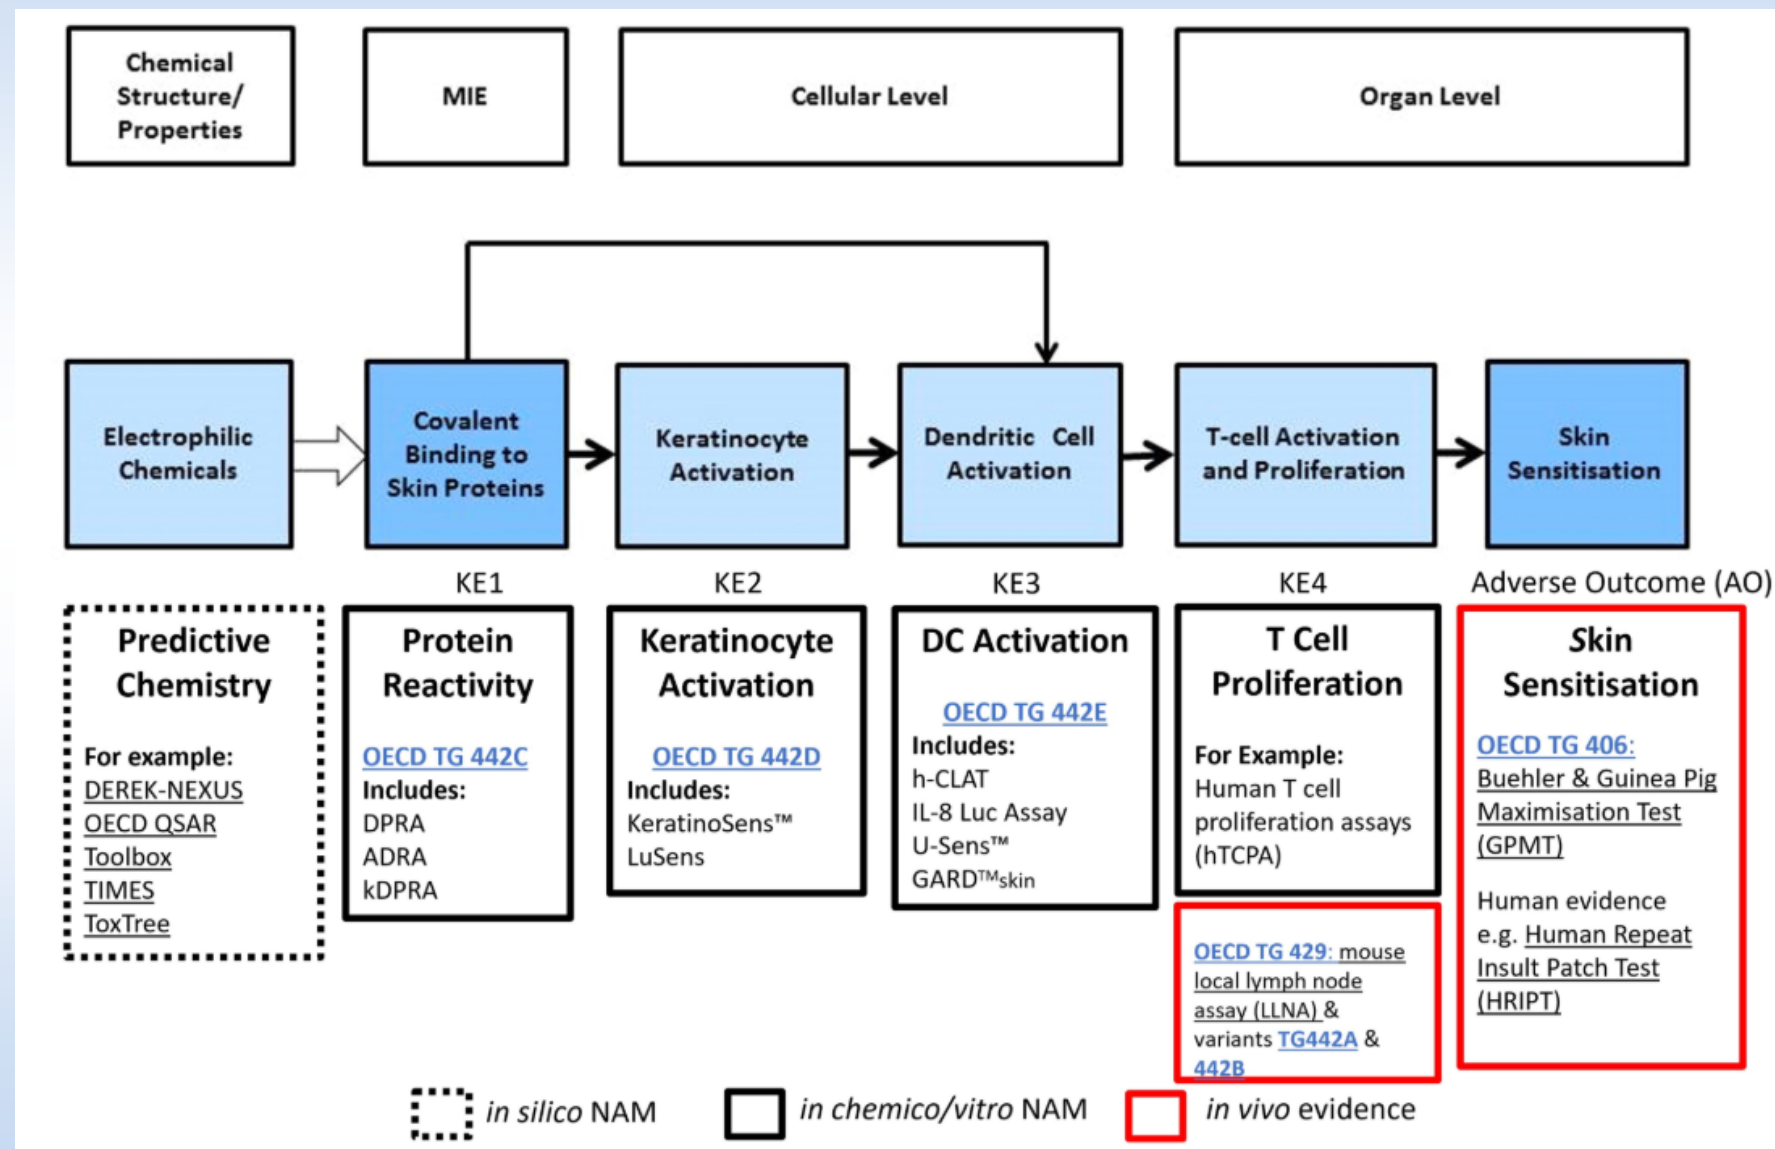 Chemical
Structure/
Properties
MIE
Cellular Level
Organ Level
Electrophilic
Chemicals
Covalent
Binding to
Skin Proteins
Keratinocyte
Activation
Dendritic Cell
Activation
T-cell Activation
and Proliferation
Skin
Sensitisation
KE1
KE2
KE3
KE4
Adverse Outcome (AO)
Predictive
Chemistry
For example:
DEREK-NEXUS
OECD QSAR
Toolbox
TIMES
ToxTree
Protein
Reactivity
OECD TG 442C
Includes:
DPRA
ADRA
kDPRA
Keratinocyte
Activation
OECD TG 442D
Includes:
KeratinoSens™
LuSens
DC Activation
OECD TG 442E
Includes:
h-CLAT
IL-8 Luc Assay
U-Sens™
GARD™skin
T Cell
Proliferation
For Example:
Human T cell
proliferation assays
(hTCPA)
OECD TG 429: mouse
local lymph node
assay (LLNA) &
variants TG442A &
442B
Skin
Sensitisation
OECD TG 406:
Buehler & Guinea Pig
Maximisation Test
(GPMT)
Human evidence
e.g. Human Repeat
Insult Patch Test
(HRIPT)
in silico NAM
in chemico/vitro NAM
in vivo evidence